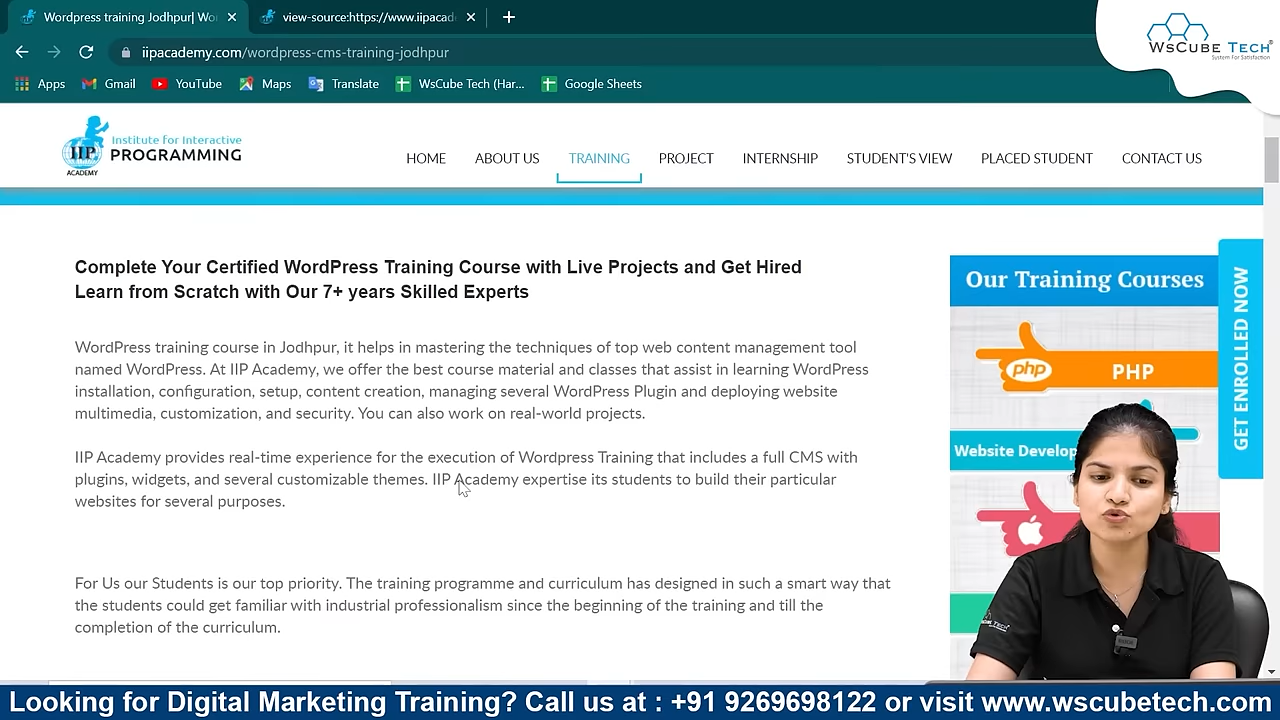 Wordpress training Jodhpur| Wo
view-source:https://www.iipacad
WsCube Tech
System For Satisfaction
iipacademy.com/wordpress-cms-training-jodhpur
Apps
Gmail
YouTube
Maps
Translate
WsCube Tech (Har...
Google Sheets
IIP
ACADEMY
Institute for Interactive
PROGRAMMING
HOME
ABOUT US
TRAINING
PROJECT
INTERNSHIP
STUDENT'S VIEW
PLACED STUDENT
CONTACT US
Complete Your Certified WordPress Training Course with Live Projects and Get Hired
Learn from Scratch with Our 7+ years Skilled Experts
WordPress training course in Jodhpur, it helps in mastering the techniques of top web content management tool
named WordPress. At IIP Academy, we offer the best course material and classes that assist in learning WordPress
installation, configuration, setup, content creation, managing several WordPress Plugin and deploying website
multimedia, customization, and security. You can also work on real-world projects.
IIP Academy provides real-time experience for the execution of Wordpress Training that includes a full CMS with
plugins, widgets, and several customizable themes. IIP Academy expertise its students to build their particular
websites for several purposes.
For Us our Students is our top priority. The training programme and curriculum has designed in such a smart way that
the students could get familiar with industrial professionalism since the beginning of the training and till the
completion of the curriculum.
Our Training Courses
php
PHP
Website Develop
GET ENROLLED NOW
Looking for Digital Marketing Training? Call us at : +91 9269698122 or visit www.wscubetech.com